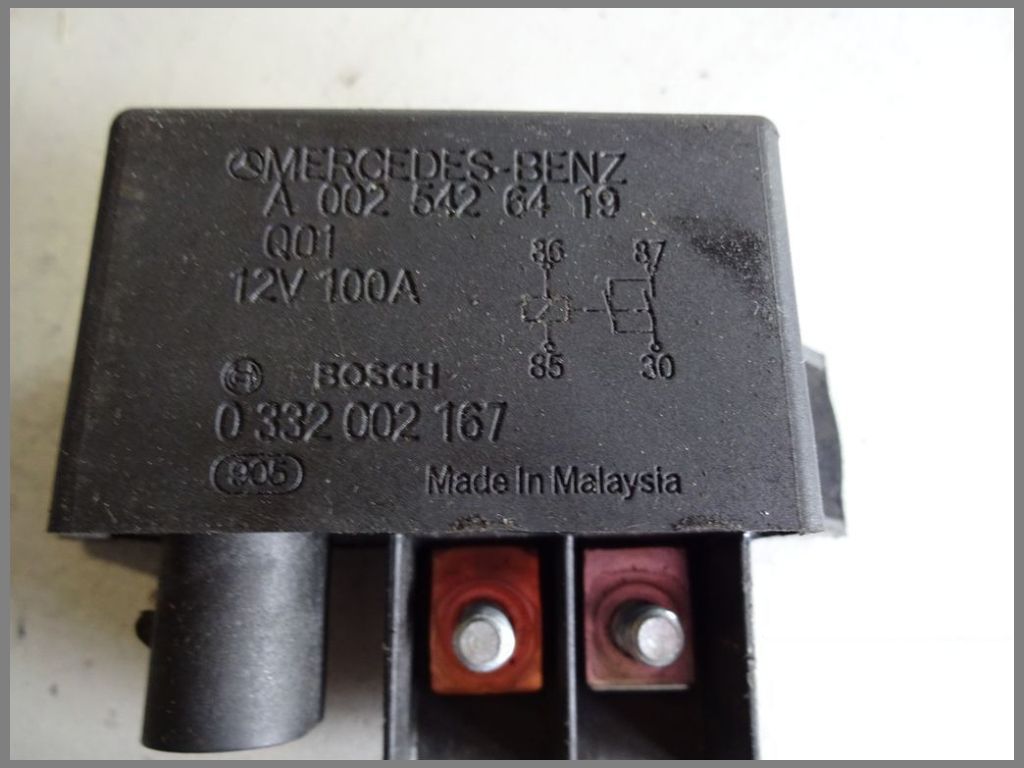 MERCEDES-BENZ
A 002 542 64 19
Q01
12V 100A
86 87
85 30
BOSCH
0 332 002 167
905
Made In Malaysia